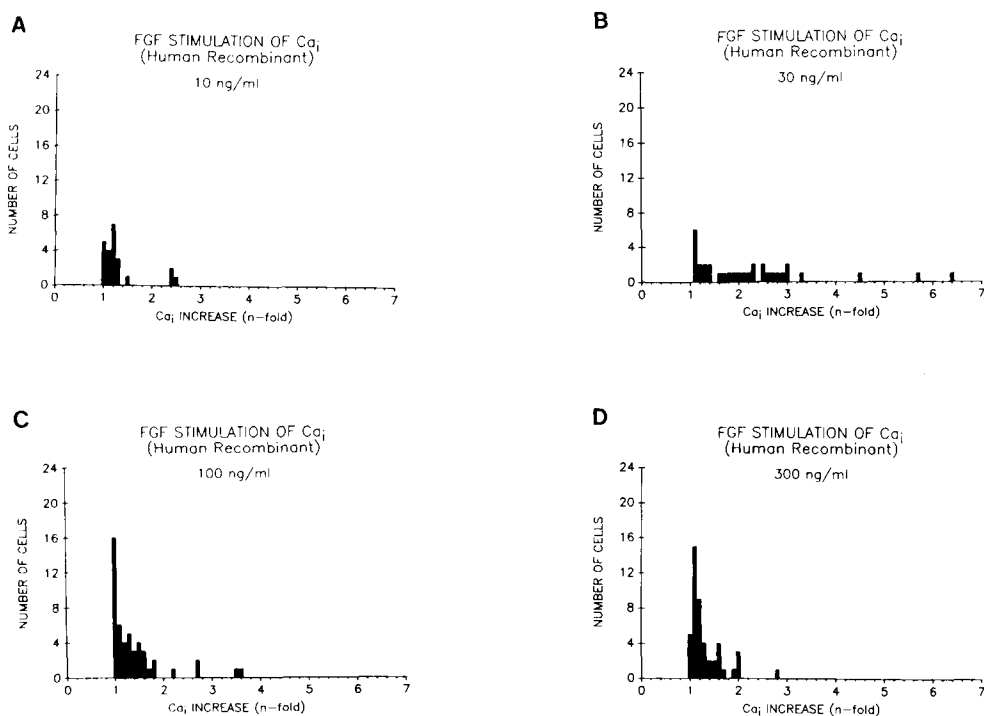 A
FGF STIMULATION OF Cai
(Human Recombinant)
10 ng/ml
24
20
16
12
8
4
0
NUMBER OF CELLS
0 1 2 3 4 5 6 7
Cai INCREASE (n-fold)
B
FGF STIMULATION OF Cai
(Human Recombinant)
30 ng/ml
24
20
16
12
8
4
0
NUMBER OF CELLS
0 1 2 3 4 5 6 7
Cai INCREASE (n-fold)
C
FGF STIMULATION OF Cai
(Human Recombinant)
100 ng/ml
24
20
16
12
8
4
0
NUMBER OF CELLS
0 1 2 3 4 5 6 7
Cai INCREASE (n-fold)
D
FGF STIMULATION OF Cai
(Human Recombinant)
300 ng/ml
24
20
16
12
8
4
0
NUMBER OF CELLS
0 1 2 3 4 5 6 7
Cai INCREASE (n-fold)